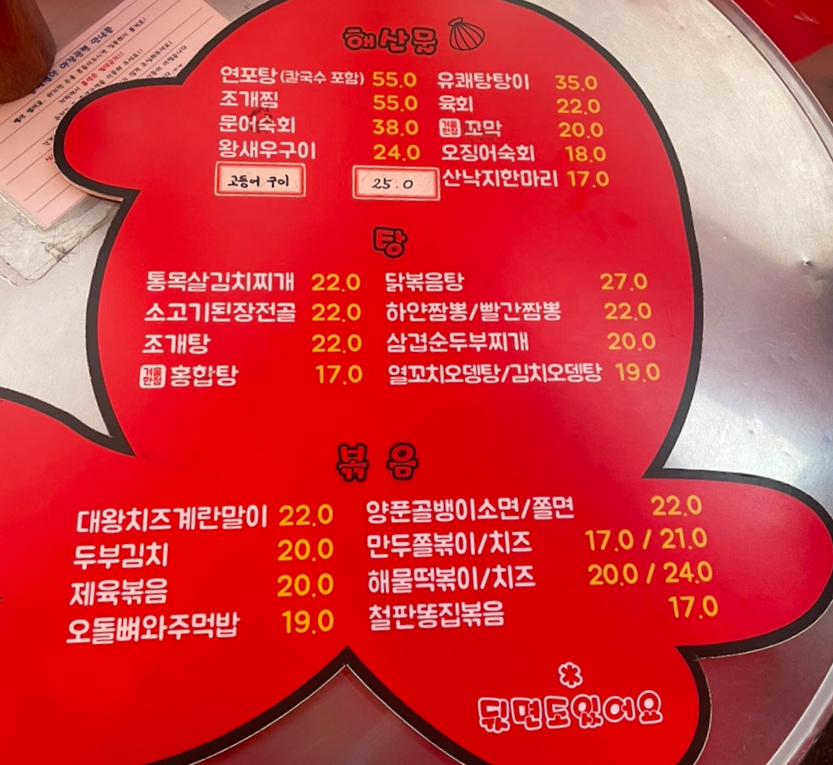 해산물
연포탕(칼국수 포함) 55.0
조개찜 55.0
문어숙회 38.0
왕새우구이 24.0
고등어 구이 25.0
유쾌탕탕이 35.0
육회 22.0
겨울한정 꼬막 20.0
오징어숙회 18.0
산낙지한마리 17.0
탕
통목살김치찌개 22.0
소고기된장전골 22.0
조개탕 22.0
겨울한정 홍합탕 17.0
닭볶음탕 27.0
하얀짬뽕/빨간짬뽕 22.0
삼겹순두부찌개 20.0
열꼬치오뎅탕/김치오뎅탕 19.0
볶음
대왕치즈계란말이 22.0
두부김치 20.0
제육볶음 20.0
오돌뼈와주먹밥 19.0
양푼골뱅이소면/쫄면 22.0
만두쫄볶이/치즈 17.0 / 21.0
해물떡볶이/치즈 20.0 / 24.0
철판똥집볶음 17.0
뒷면도있어요